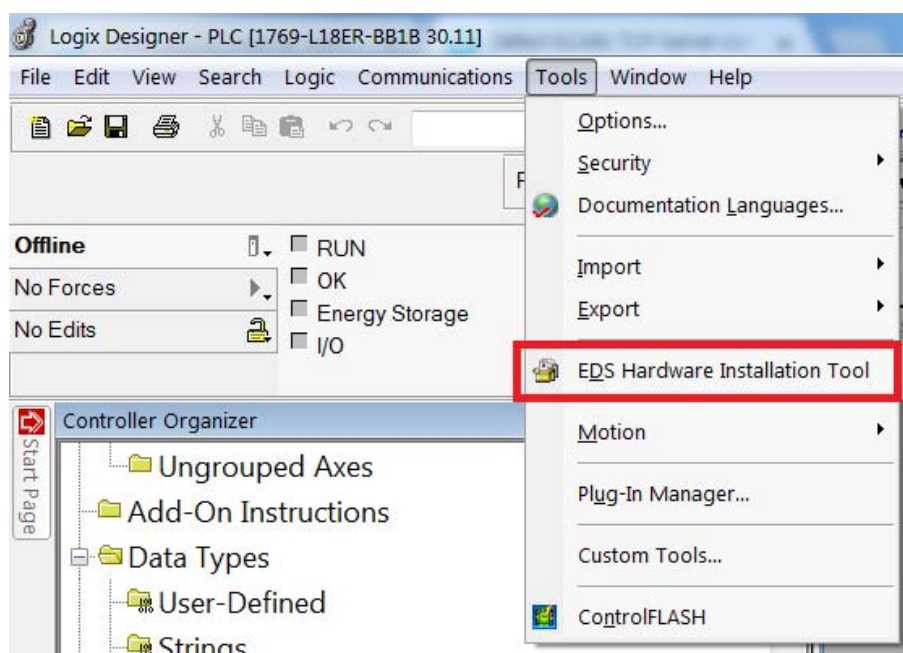 Logix Designer - PLC [1769-L18ER-BB1B 30.11]
File Edit View Search Logic Communications Tools Window Help
Options...
Security
Documentation Languages...
Import
Export
EDS Hardware Installation Tool
Motion
Plug-In Manager...
Custom Tools...
ControlFLASH
Offline
RUN
No Forces
OK
Energy Storage
No Edits
I/O
Start Page
Controller Organizer
Ungrouped Axes
Add-On Instructions
Data Types
User-Defined
Strings